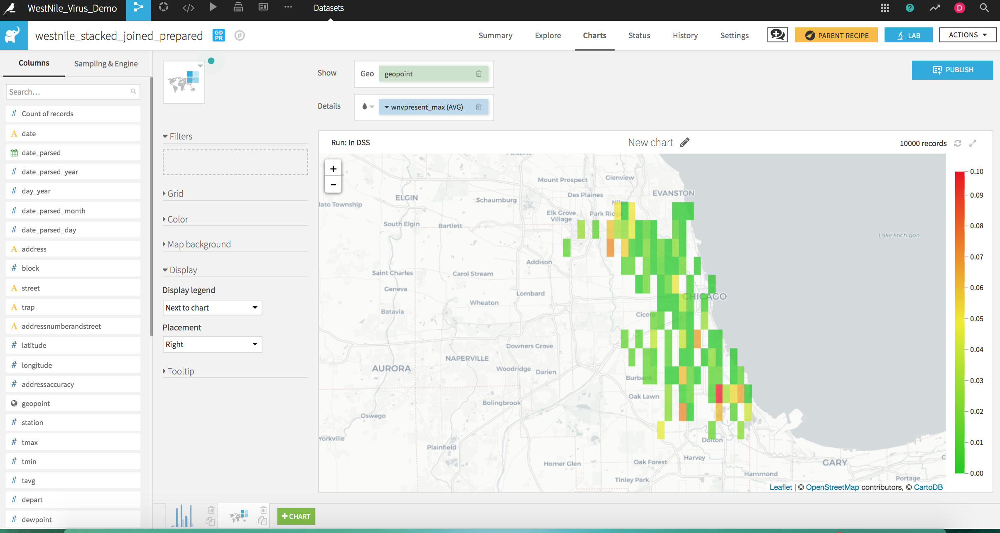 WestNile_Virus_Demo
Datasets
?
D
westnile_stacked_joined_prepared
GD
PR
Summary
Explore
Charts
Status
History
Settings
PARENT RECIPE
LAB
ACTIONS
Columns
Sampling & Engine
Search...
# Count of records
A date
date_parsed
# date_parsed_year
# day_year
# date_parsed_month
# date_parsed_day
A address
# block
A street
A trap
A addressnumberandstreet
# latitude
# longitude
# addressaccuracy
geopoint
# station
# tmax
# tmin
# tavg
# depart
# dewpoint
Show
Geo
geopoint
Details
wnvpresent_max (AVG)
PUBLISH
Filters
Grid
Color
Map background
Display
Display legend
Next to chart
Placement
Right
Tooltip
Run: In DSS
New chart
10000 records
+
−
Palatine
Mount Prospect
Glenview
ELGIN
Des Plaines
EVANSTON
Schaumburg
lato Township
Niles
Elk Grove
Village
Park Ridge
South Elgin
Bartlett
Lake Michigan
Addison
Saint Charles
Carol Stream
Geneva
Lombard
CHICAGO
Wheaton
Batavia
Cicero
Downers Grove
NAPERVILLE
AURORA
Woodridge
Darien
Burbank
Oak Lawn
Bolingbrook
Oswego
Yorkville
Dolton
Plainfield
Harvey
Homer Glen
Oak Forest
GARY
Hammond
Tinley Park
Portage
C
0.10
0.09
0.08
0.07
0.06
0.05
0.04
0.03
0.02
0.01
0.00
Leaflet | © OpenStreetMap contributors, © CartoDB
+ CHART